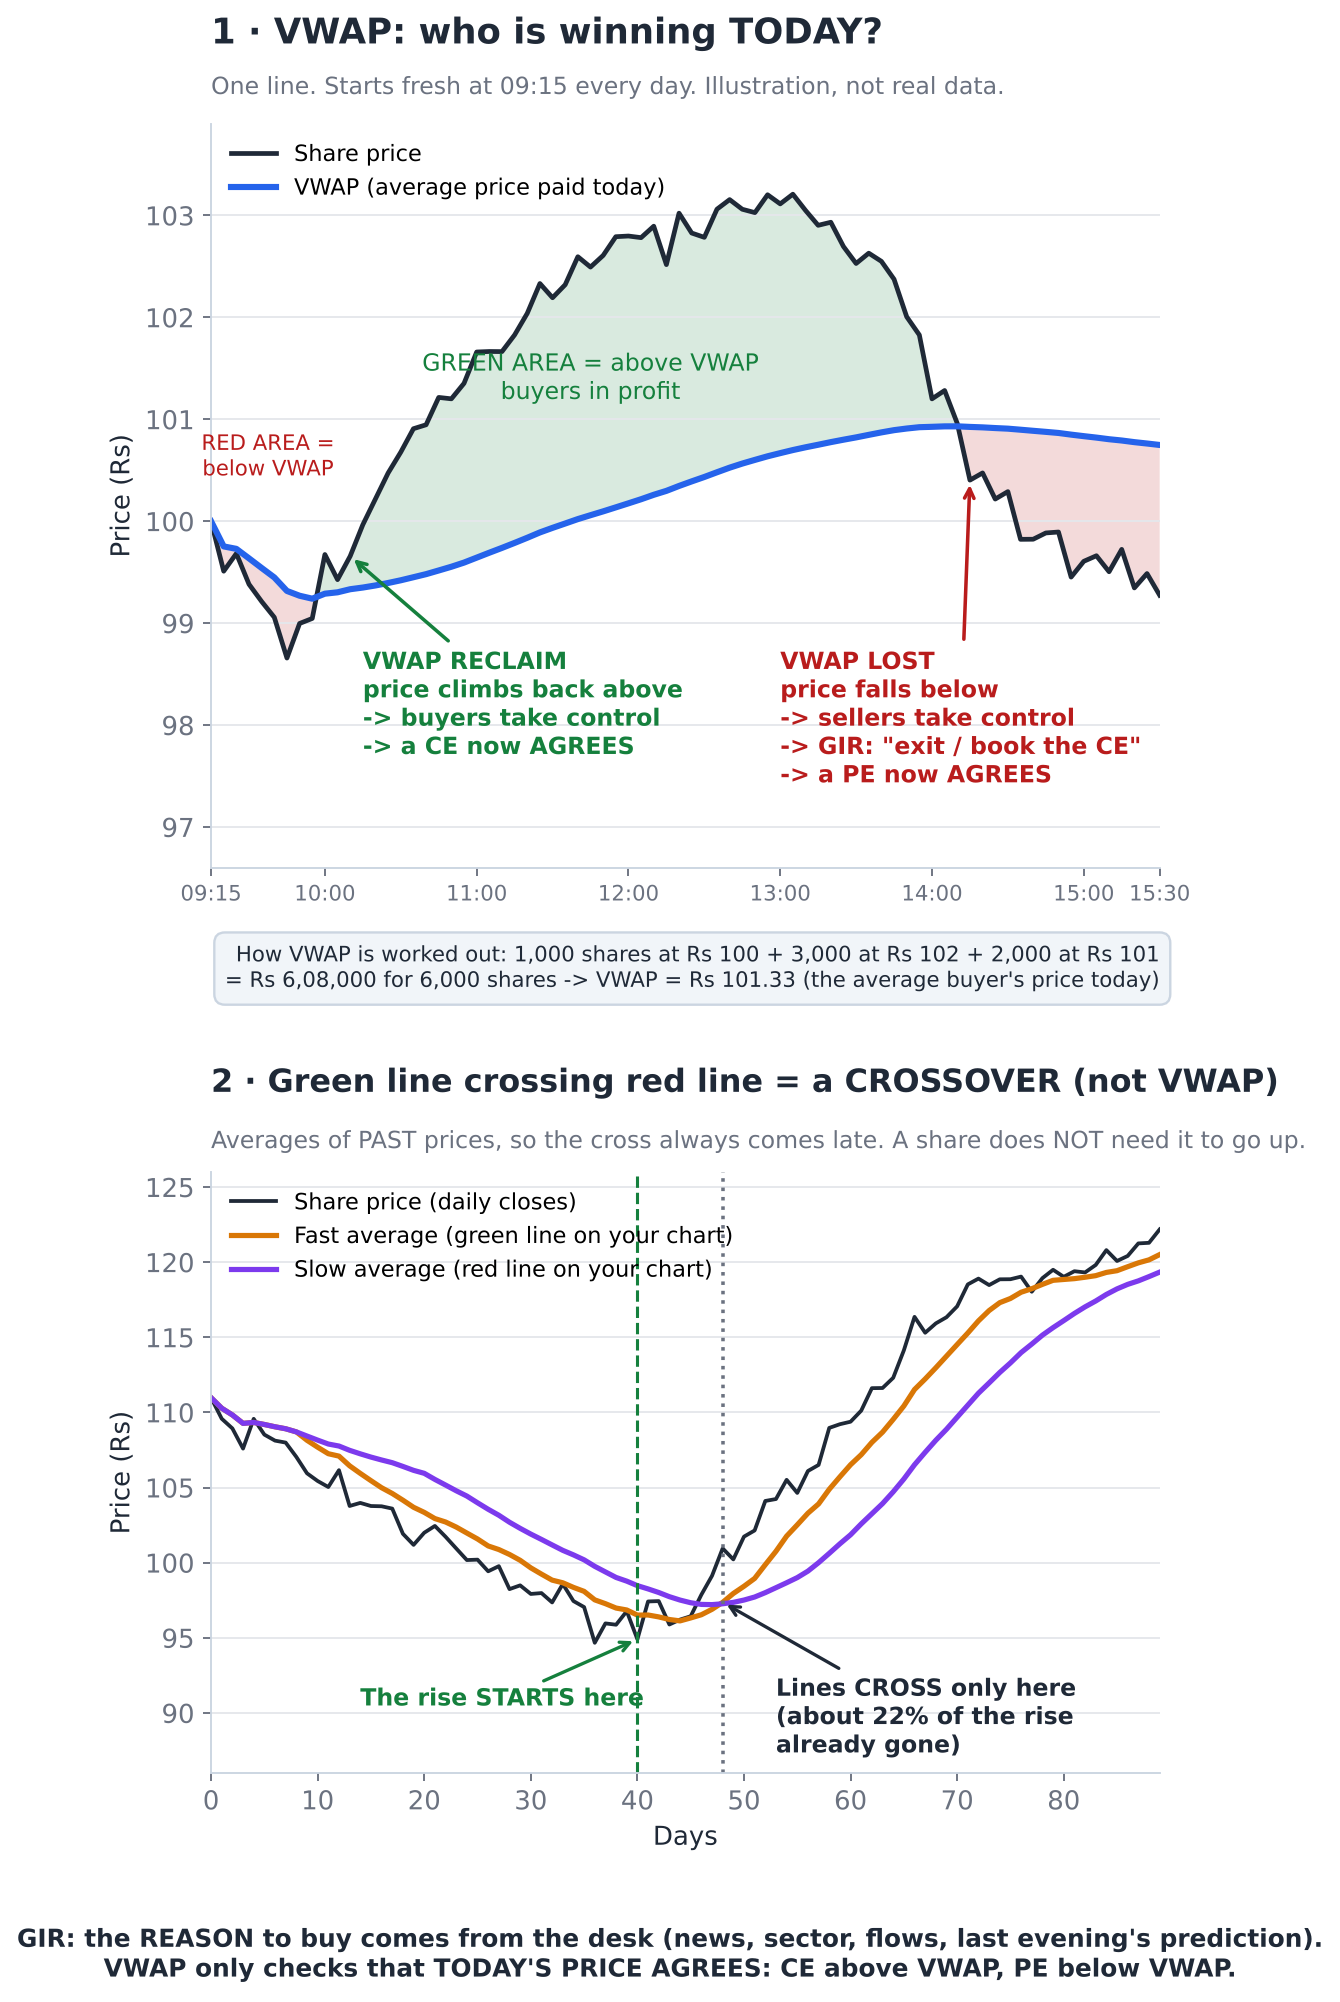 1 · VWAP: who is winning TODAY?
One line. Starts fresh at 09:15 every day. Illustration, not real data.
Share price
VWAP (average price paid today)
Price (Rs)
103
102
101
100
99
98
97
GREEN AREA = above VWAP
buyers in profit
RED AREA =
below VWAP
VWAP RECLAIM
price climbs back above
-> buyers take control
-> a CE now AGREES
VWAP LOST
price falls below
-> sellers take control
-> GIR: "exit / book the CE"
-> a PE now AGREES
09:15 10:00 11:00 12:00 13:00 14:00 15:00 15:30
How VWAP is worked out: 1,000 shares at Rs 100 + 3,000 at Rs 102 + 2,000 at Rs 101
= Rs 6,08,000 for 6,000 shares -> VWAP = Rs 101.33 (the average buyer's price today)
2 · Green line crossing red line = a CROSSOVER (not VWAP)
Averages of PAST prices, so the cross always comes late. A share does NOT need it to go up.
Share price (daily closes)
Fast average (green line on your chart)
Slow average (red line on your chart)
Price (Rs)
125
120
115
110
105
100
95
90
The rise STARTS here
Lines CROSS only here
(about 22% of the rise
already gone)
0 10 20 30 40 50 60 70 80
Days
GIR: the REASON to buy comes from the desk (news, sector, flows, last evening's prediction).
VWAP only checks that TODAY'S PRICE AGREES: CE above VWAP, PE below VWAP.